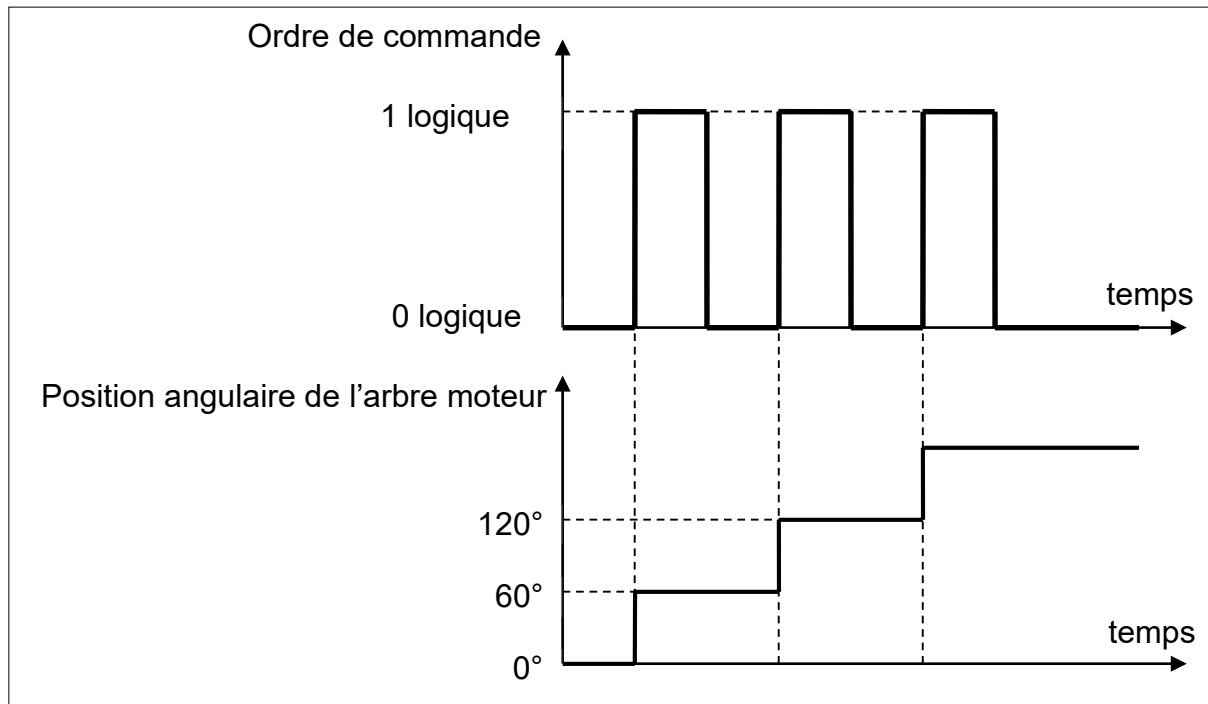 Ordre de commande
1 logique
0 logique
temps
Position angulaire de l’arbre moteur
120°
60°
0°
temps